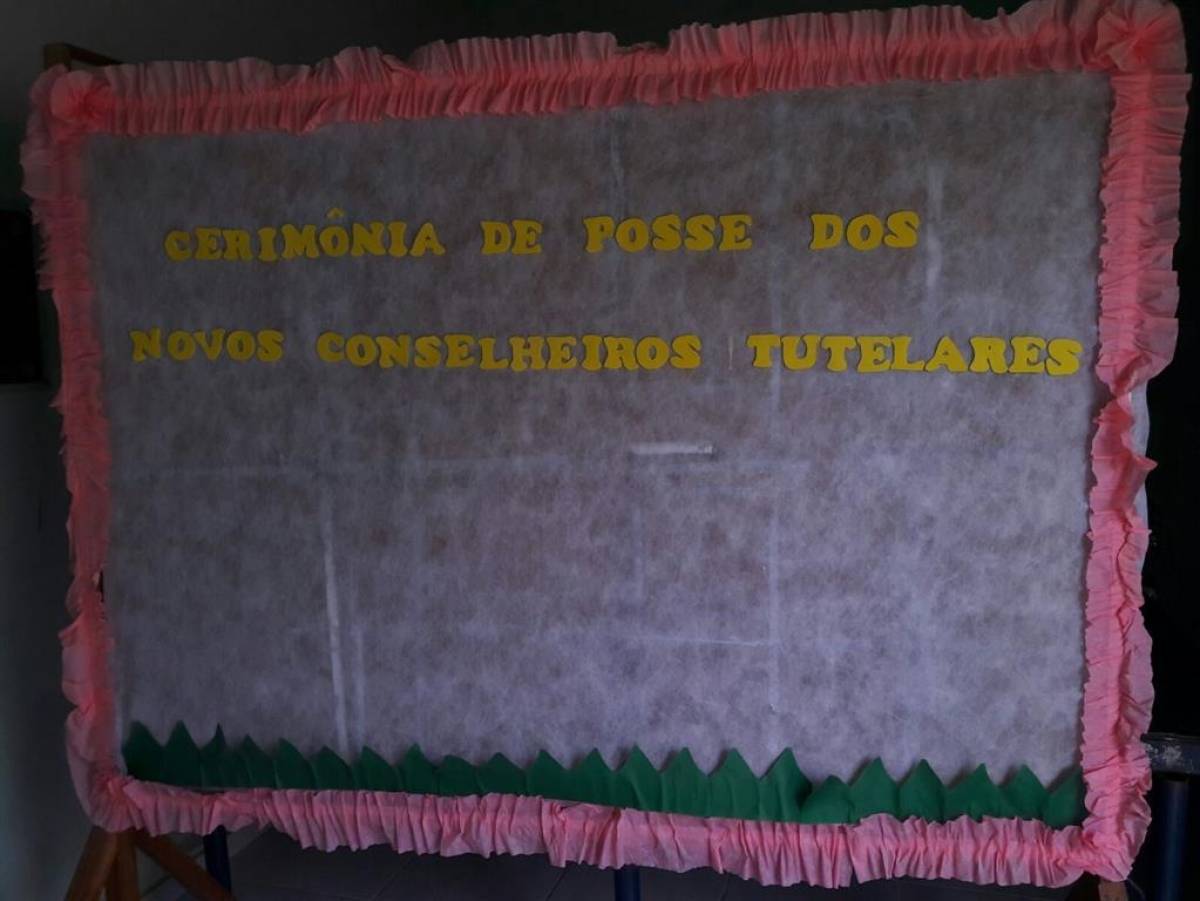 CERIMÔNIA DE POSSE DOS
NOVOS CONSELHEIROS TUTELARES